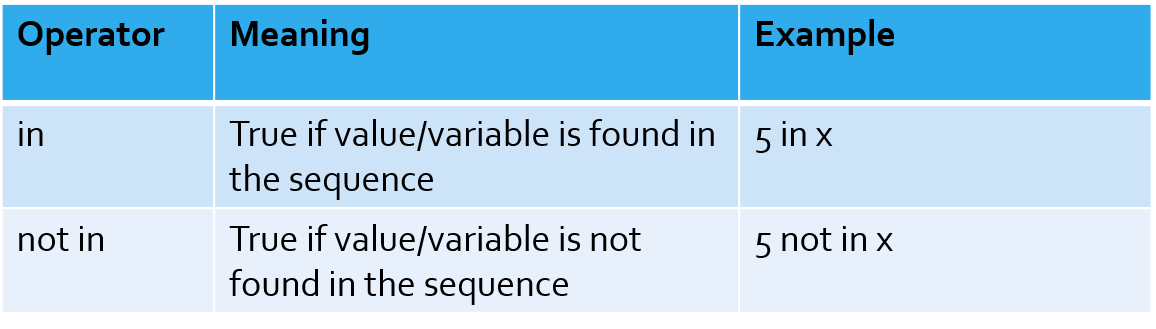 Operator Meaning Example
in True if value/variable is found in 5 in x
the sequence
not in True if value/variable is not 5 not in x
found in the sequence